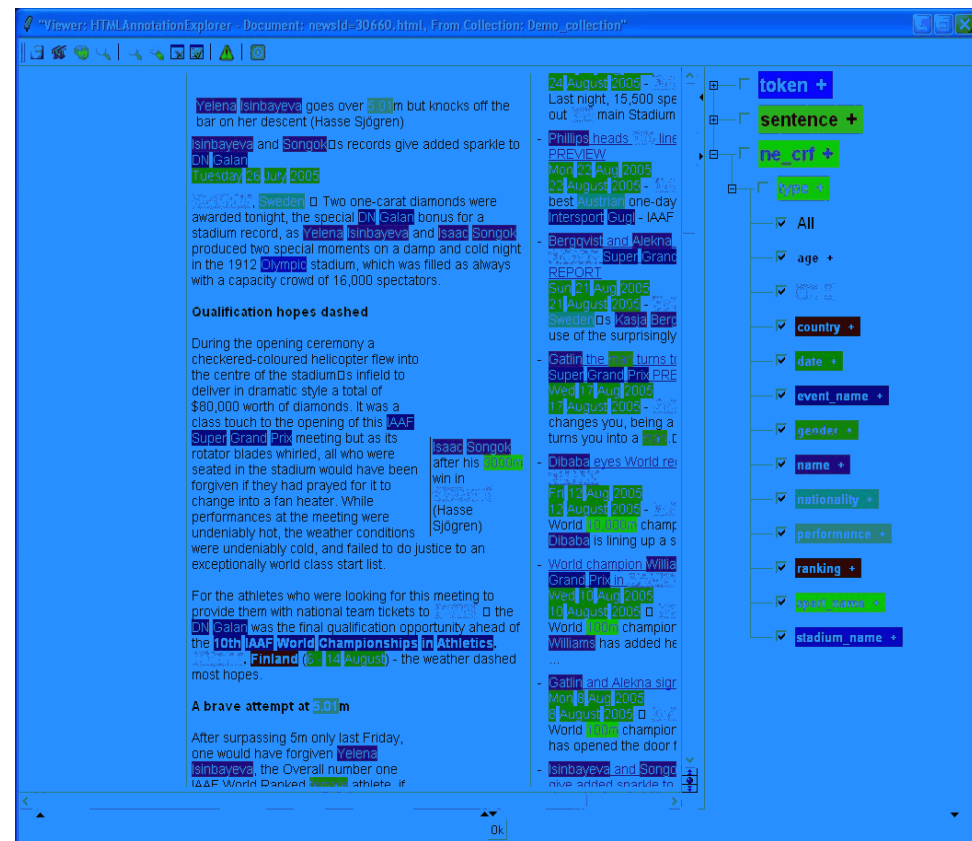 "Viewer: HTMLAnnotationExplorer - Document: newsId=30660.html, From Collection: Demo_collection"
Yelena Isinbayeva goes over 5.01m but knocks off the
bar on her descent (Hasse Sjögren)
Isinbayeva and Songok□s records give added sparkle to
DN Galan
Tuesday 26 July 2005
Sweden □ Two one-carat diamonds were
awarded tonight, the special DN Galan bonus for a
stadium record, as Yelena Isinbayeva and Isaac Songok
produced two special moments on a damp and cold night
in the 1912 Olympic stadium, which was filled as always
with a capacity crowd of 16,000 spectators.
Qualification hopes dashed
During the opening ceremony a
checkered-coloured helicopter flew into
the centre of the stadium□s infield to
deliver in dramatic style a total of
$80,000 worth of diamonds. It was a
class touch to the opening of this IAAF
Super Grand Prix meeting but as its
rotator blades whirled, all who were
seated in the stadium would have been
forgiven if they had prayed for it to
change into a fan heater. While
performances at the meeting were
undeniably hot, the weather conditions
were undeniably cold, and failed to do justice to an
exceptionally world class start list.
Isaac Songok
after his 3000m
win in
(Hasse
Sjögren)
For the athletes who were looking for this meeting to
provide them with national team tickets to □ the
DN Galan was the final qualification opportunity ahead of
the 10th IAAF World Championships in Athletics,
, Finland (6 - 14 August) - the weather dashed
most hopes.
A brave attempt at 5.01m
After surpassing 5m only last Friday,
one would have forgiven Yelena
Isinbayeva, the Overall number one
IAAF World Ranked athlete, if
24 August 2005 -
Last night, 15,500 spe
out main Stadium
- Phillips heads line
PREVIEW
Mon 22 Aug 2005
22 August 2005 -
best Austrian one-day
Intersport Gugl - IAAF
- Bergqvist and Alekna
Super Grand
REPORT
Sun 21 Aug 2005
21 August 2005 -
Sweden□s Kasja Berg
use of the surprisingly
- Gatlin the man turns to
Super Grand Prix PRE
Wed 17 Aug 2005
17 August 2005 -
changes you, being a
turns you into a
- Dibaba eyes World re
Fri 12 Aug 2005
12 August 2005 -
World 10,000m champ
Dibaba is lining up a s
- World champion Willia
Grand Prix in
Wed 10 Aug 2005
10 August 2005 □
World 100m champion
Williams has added he
...
- Gatlin and Alekna sign
Mon 8 Aug 2005
8 August 2005 □
World 100m champion
has opened the door f
- Isinbayeva and Songo
give added sparkle to
token +
sentence +
ne_crf +
type +
All
age +
country +
date +
event_name +
gender +
name +
nationality +
performance +
ranking +
sport_name +
stadium_name +
Ok